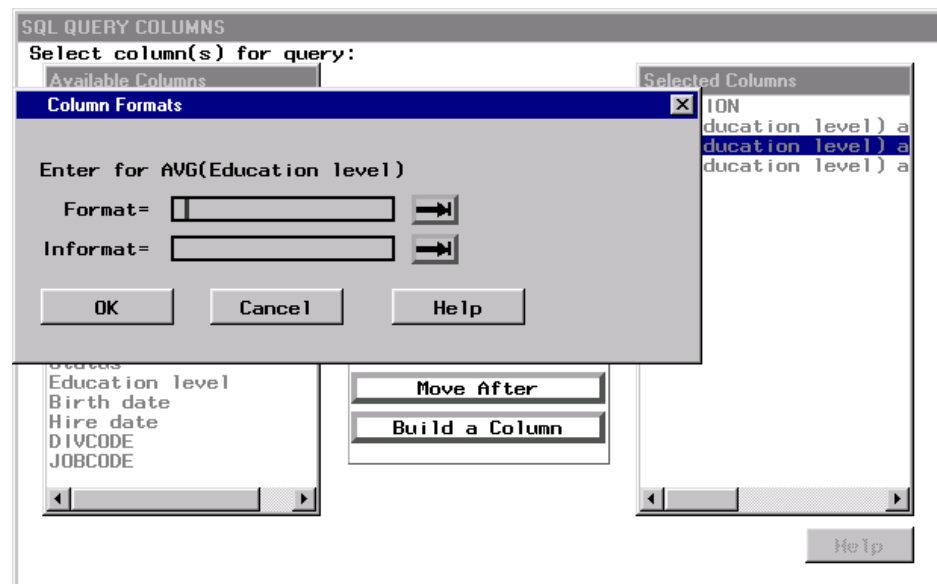 SQL QUERY COLUMNS
Select column(s) for query:
Available Columns
Selected Columns
Column Formats
ION
ducation level) a
ducation level) a
ducation level) a
Enter for AVG(Education level)
Format=
Informat=
OK
Cancel
Help
Status
Education level
Birth date
Hire date
DIVCODE
JOBCODE
Move After
Build a Column
Help